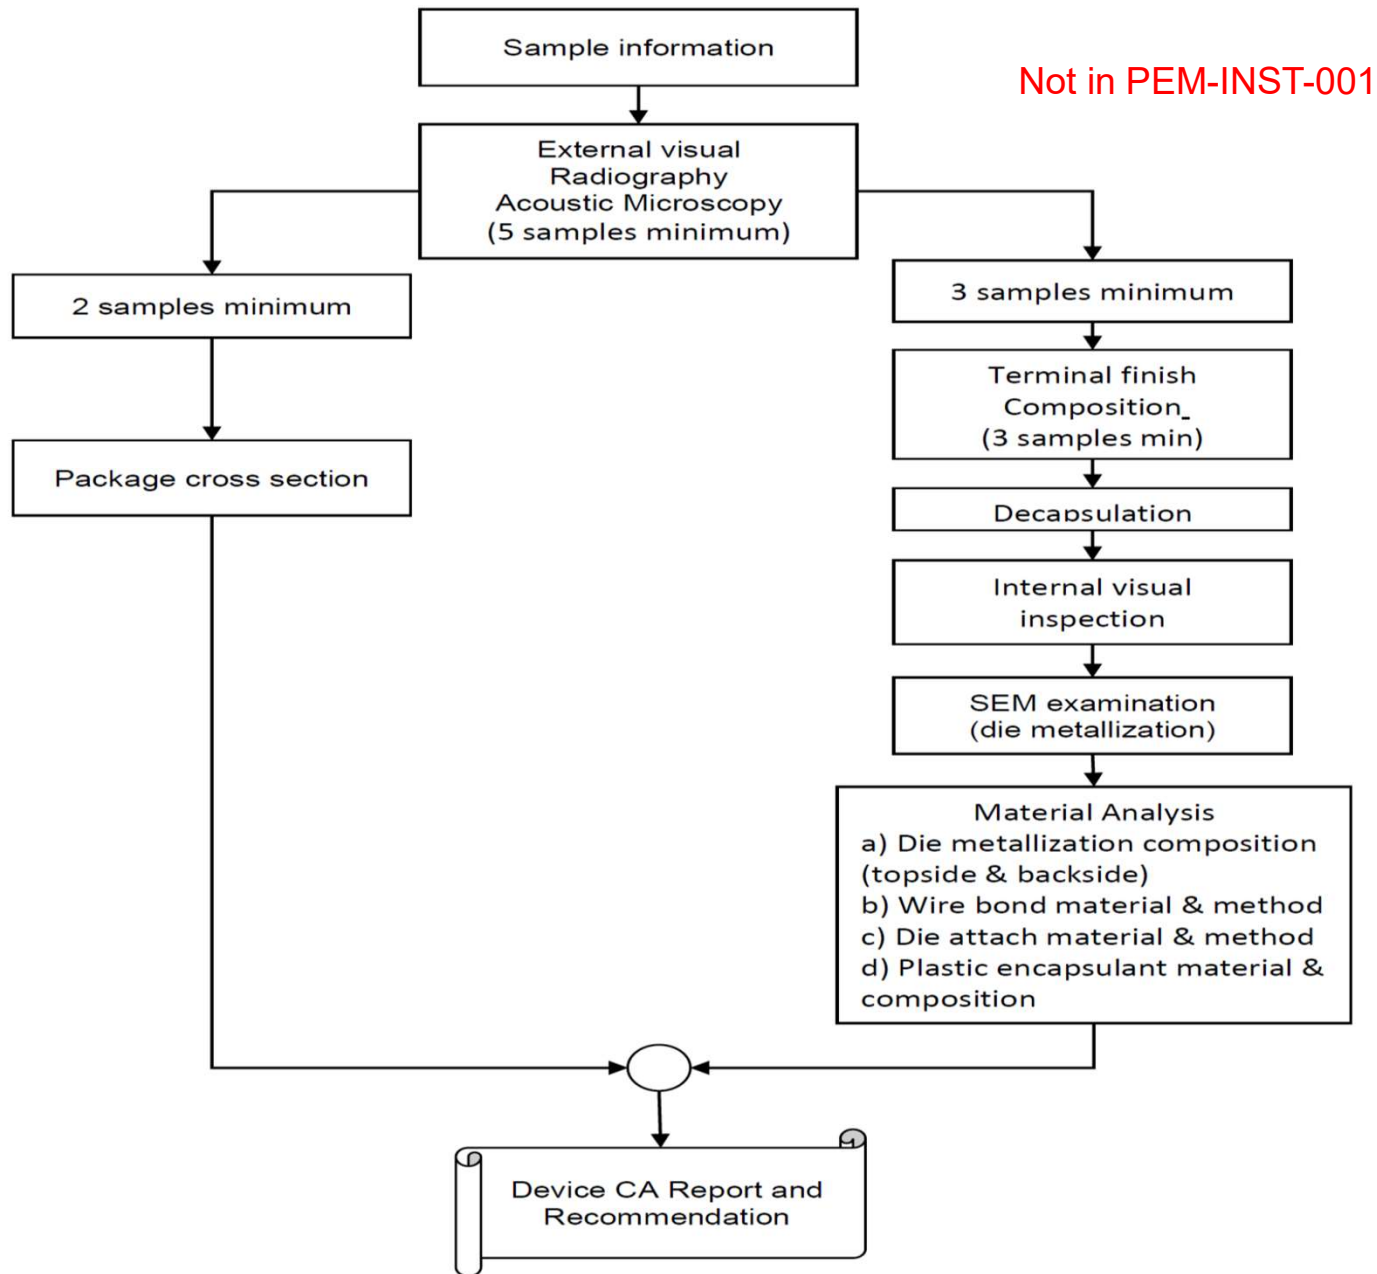 Sample information
Not in PEM-INST-001
External visual
Radiography
Acoustic Microscopy
(5 samples minimum)
2 samples minimum
Package cross section
3 samples minimum
Terminal finish
Composition
(3 samples min)
Decapsulation
Internal visual
inspection
SEM examination
(die metallization)
Material Analysis
a) Die metallization composition
(topside & backside)
b) Wire bond material & method
c) Die attach material & method
d) Plastic encapsulant material &
composition
Device CA Report and
Recommendation